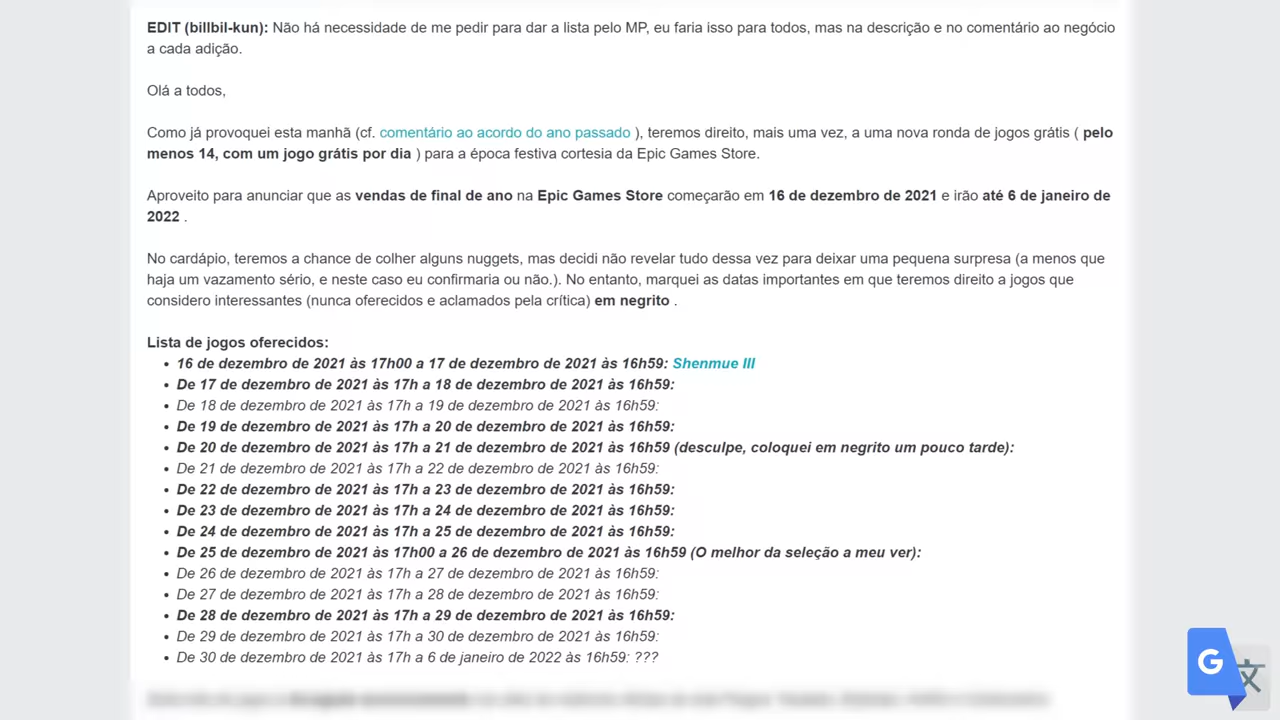 EDIT (billbil-kun): Não há necessidade de me pedir para dar a lista pelo MP, eu faria isso para todos, mas na descrição e no comentário ao negócio
a cada adição.
Olá a todos,
Como já provoquei esta manhã (cf. comentário ao acordo do ano passado ), teremos direito, mais uma vez, a uma nova ronda de jogos grátis ( pelo
menos 14, com um jogo grátis por dia ) para a época festiva cortesia da Epic Games Store.
Aproveito para anunciar que as vendas de final de ano na Epic Games Store começarão em 16 de dezembro de 2021 e irão até 6 de janeiro de
2022 .
No cardápio, teremos a chance de colher alguns nuggets, mas decidi não revelar tudo dessa vez para deixar uma pequena surpresa (a menos que
haja um vazamento sério, e neste caso eu confirmaria ou não.). No entanto, marquei as datas importantes em que teremos direito a jogos que
considero interessantes (nunca oferecidos e aclamados pela crítica) em negrito .
Lista de jogos oferecidos:
• 16 de dezembro de 2021 às 17h00 a 17 de dezembro de 2021 às 16h59: Shenmue III
• De 17 de dezembro de 2021 às 17h a 18 de dezembro de 2021 às 16h59:
• De 18 de dezembro de 2021 às 17h a 19 de dezembro de 2021 às 16h59:
• De 19 de dezembro de 2021 às 17h a 20 de dezembro de 2021 às 16h59:
• De 20 de dezembro de 2021 às 17h a 21 de dezembro de 2021 às 16h59 (desculpe, coloquei em negrito um pouco tarde):
• De 21 de dezembro de 2021 às 17h a 22 de dezembro de 2021 às 16h59:
• De 22 de dezembro de 2021 às 17h a 23 de dezembro de 2021 às 16h59:
• De 23 de dezembro de 2021 às 17h a 24 de dezembro de 2021 às 16h59:
• De 24 de dezembro de 2021 às 17h a 25 de dezembro de 2021 às 16h59:
• De 25 de dezembro de 2021 às 17h00 a 26 de dezembro de 2021 às 16h59 (O melhor da seleção a meu ver):
• De 26 de dezembro de 2021 às 17h a 27 de dezembro de 2021 às 16h59:
• De 27 de dezembro de 2021 às 17h a 28 de dezembro de 2021 às 16h59:
• De 28 de dezembro de 2021 às 17h a 29 de dezembro de 2021 às 16h59:
• De 29 de dezembro de 2021 às 17h a 30 de dezembro de 2021 às 16h59:
• De 30 de dezembro de 2021 às 17h a 6 de janeiro de 2022 às 16h59: ???
G 文